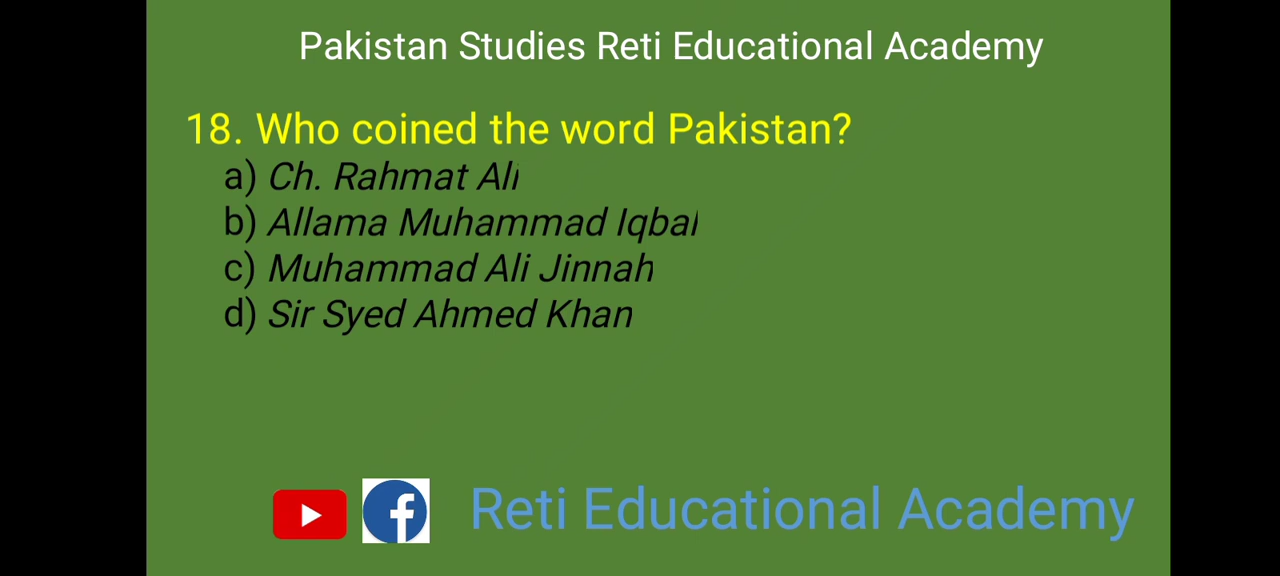 Pakistan Studies Reti Educational Academy
18. Who coined the word Pakistan?
a) Ch. Rahmat Ali
b) Allama Muhammad Iqbal
c) Muhammad Ali Jinnah
d) Sir Syed Ahmed Khan
Reti Educational Academy